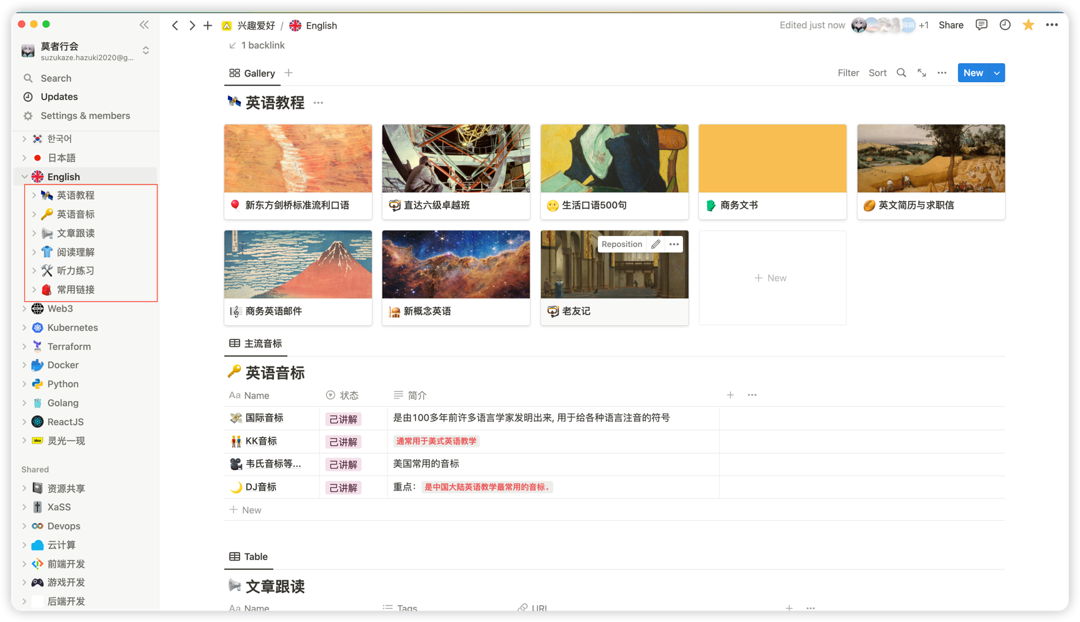 莫者行会
suzukaze.hazuki2020@g...
Search
Updates
Settings & members
한국어
日本語
English
英语教程
英语音标
文章跟读
阅读理解
听力练习
常用链接
Web3
Kubernetes
Terraform
Docker
Python
Golang
ReactJS
灵光一现
Shared
资源共享
XaSS
Devops
云计算
前端开发
游戏开发
后端开发
兴趣爱好 / English
Edited just now
+1
Share
1 backlink
Gallery
Filter
Sort
New
英语教程
新东方剑桥标准流利口语
直达六级卓越班
生活口语500句
商务文书
英文简历与求职信
商务英语邮件
新概念英语
Reposition
老友记
New
主流音标
英语音标
Aa Name
状态
简介
国际音标
己讲解
是由100多年前许多语言学家发明出来, 用于给各种语言注音的符号
KK音标
己讲解
通常用于美式英语教学
韦氏音标等...
己讲解
美国常用的音标
DJ音标
己讲解
重点： 是中国大陆英语教学最常用的音标.
New
Table
文章跟读
Aa Name
Tags
URL